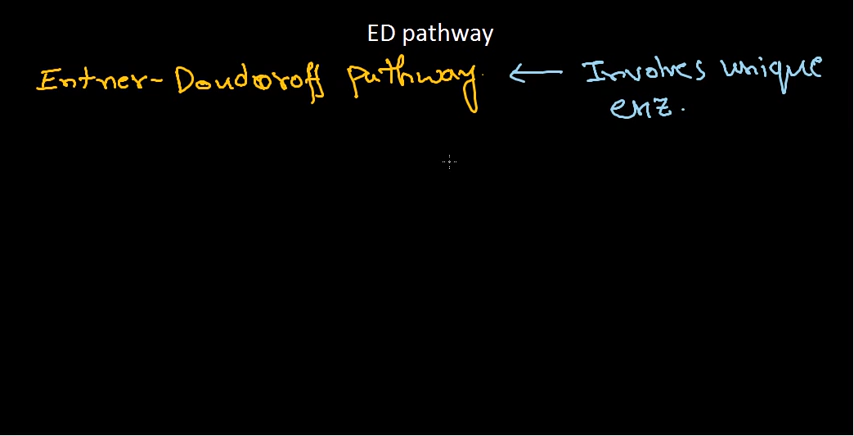 ED pathway
Entner-Doudoroff pathway. ← Involves unique
enz.